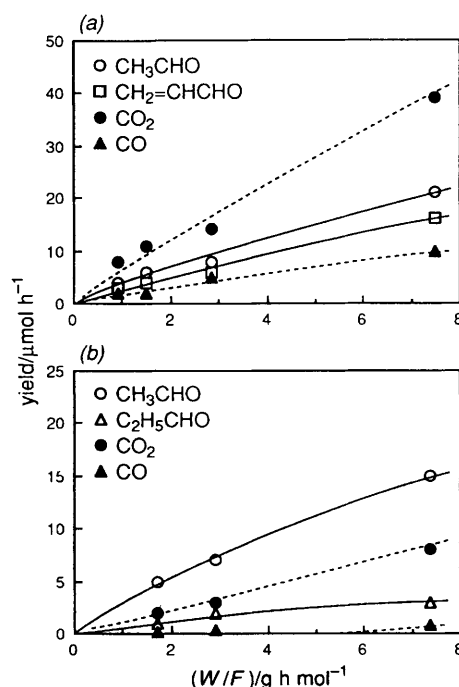 (a)
50
40
30
20
10
0
CH₃CHO
CH₂=CHCHO
CO₂
CO
0 2 4 6 8
yield/μmol h⁻¹
(b)
25
20
15
10
5
0
CH₃CHO
C₂H₅CHO
CO₂
CO
0 2 4 6 8
(W/F)/g h mol⁻¹